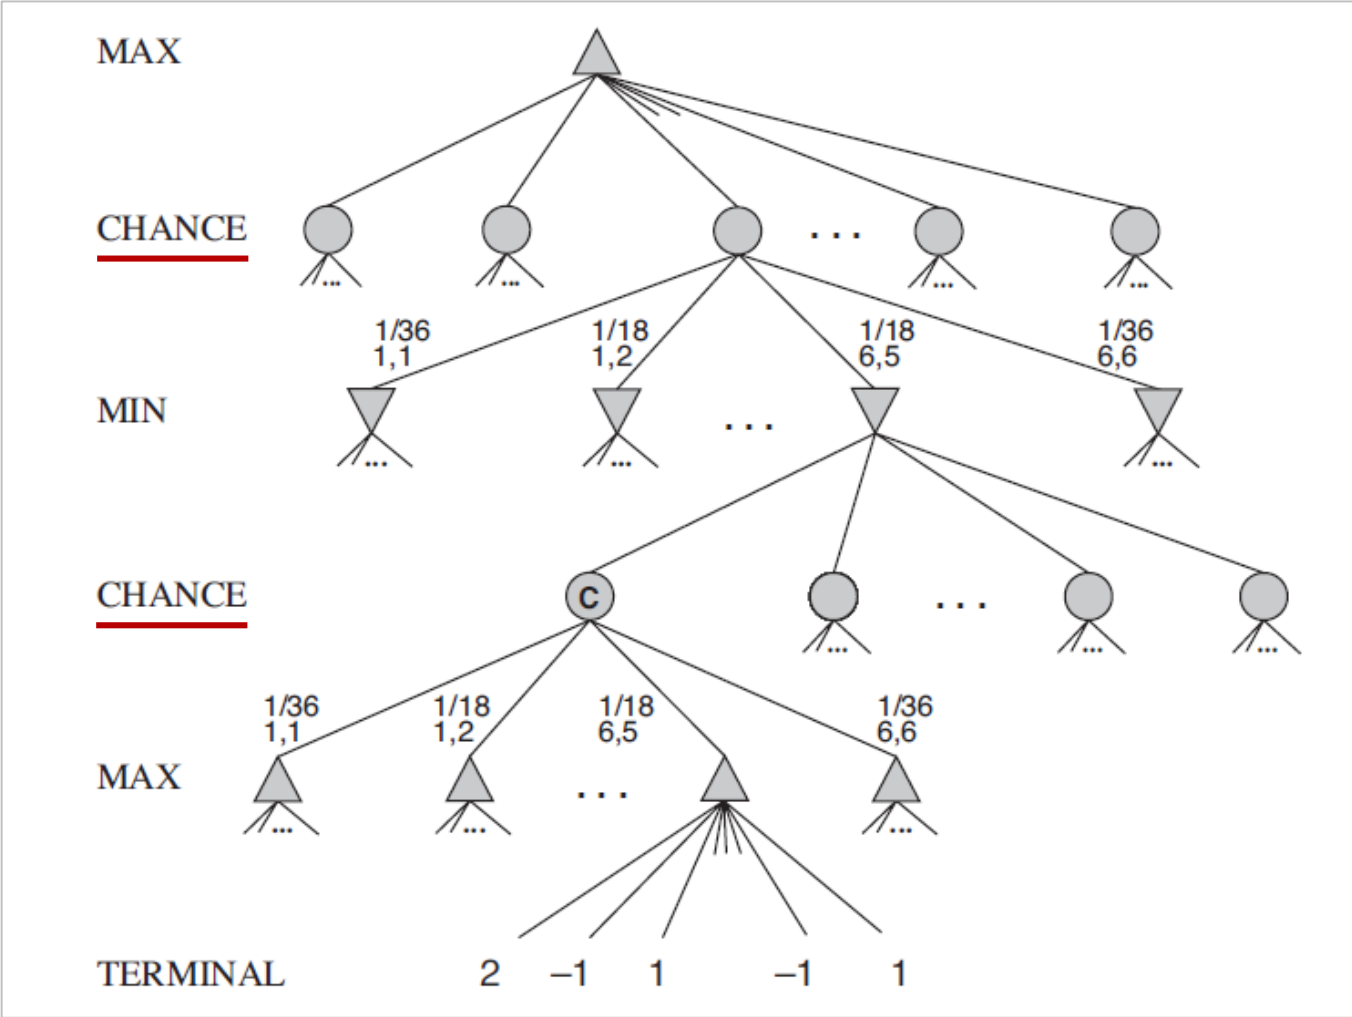 MAX
CHANCE
...
... ... ... ...
1/36 1/18 1/18 1/36
1,1 1,2 6,5 6,6
MIN
...
... ... ...
CHANCE
C
...
... ... ...
1/36 1/18 1/18 1/36
1,1 1,2 6,5 6,6
MAX
...
... ... ...
TERMINAL 2 –1 1 –1 1